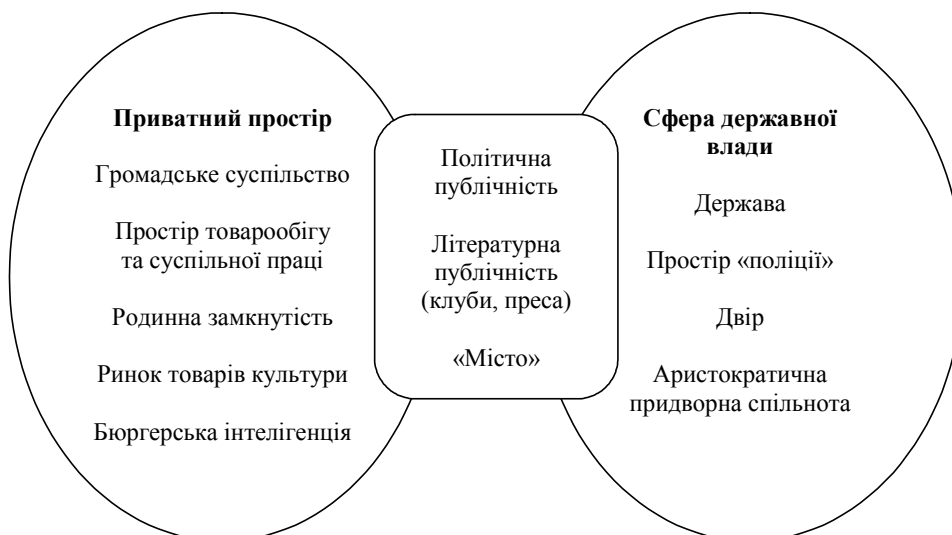 Приватний простір
Громадське суспільство
Простір товарообігу
та суспільної праці
Родинна замкнутість
Ринок товарів культури
Бюргерська інтелігенція
Політична
публічність
Літературна
публічність
(клуби, преса)
«Місто»
Сфера державної
влади
Держава
Простір «поліції»
Двір
Аристократична
придворна спільнота